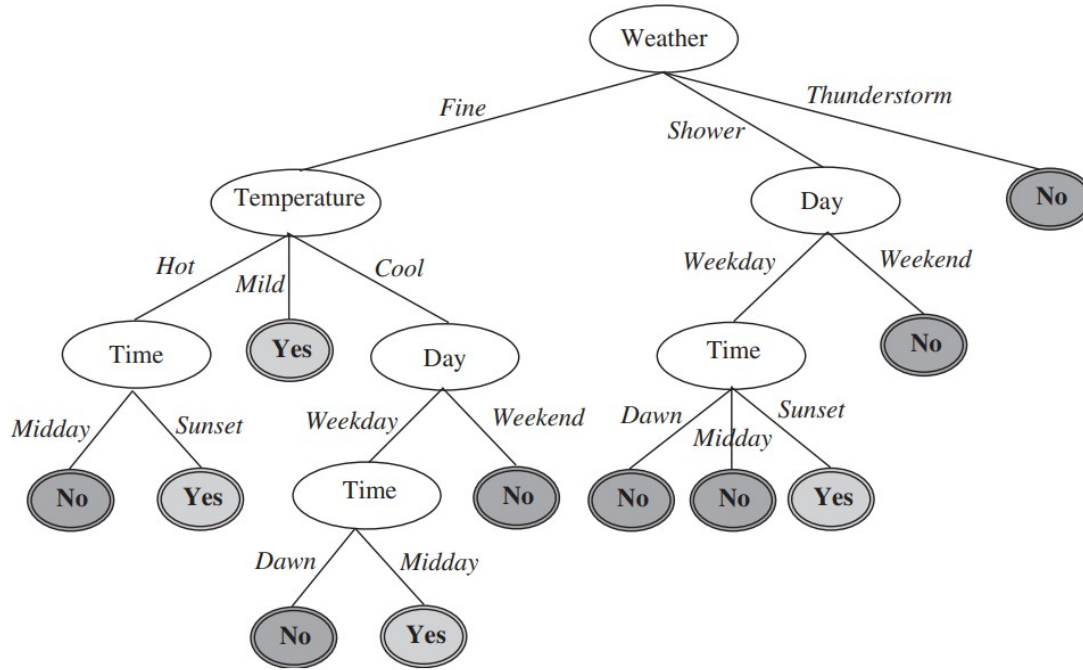 Weather
Fine
Shower
Thunderstorm
Temperature
Day
No
Hot
Mild
Cool
Weekday
Weekend
Time
Yes
Day
Time
No
Midday
Sunset
Weekday
Weekend
Dawn
Midday
Sunset
No
Yes
Time
No
No
No
Yes
Dawn
Midday
No
Yes